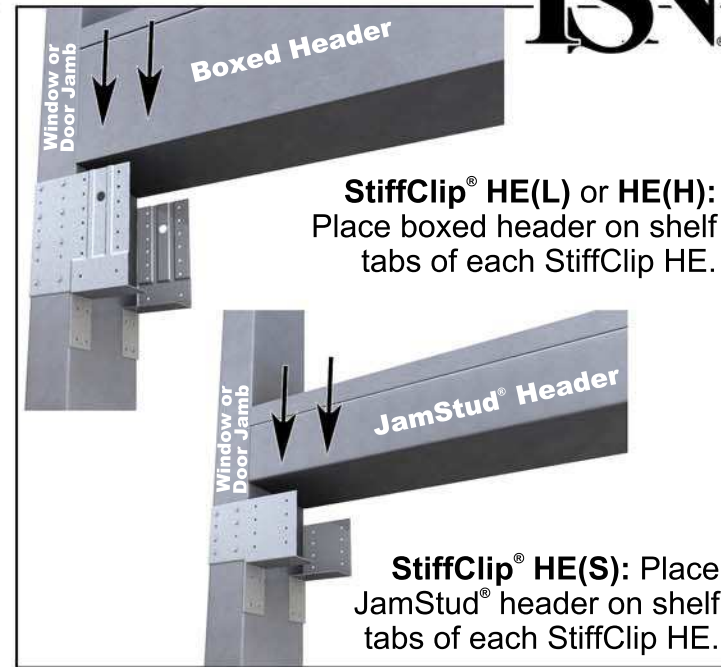 Window or
Door Jamb
Boxed Header
StiffClip® HE(L) or HE(H):
Place boxed header on shelf
tabs of each StiffClip HE.
Window or
Door Jamb
JamStud® Header
StiffClip® HE(S): Place
JamStud® header on shelf
tabs of each StiffClip HE.